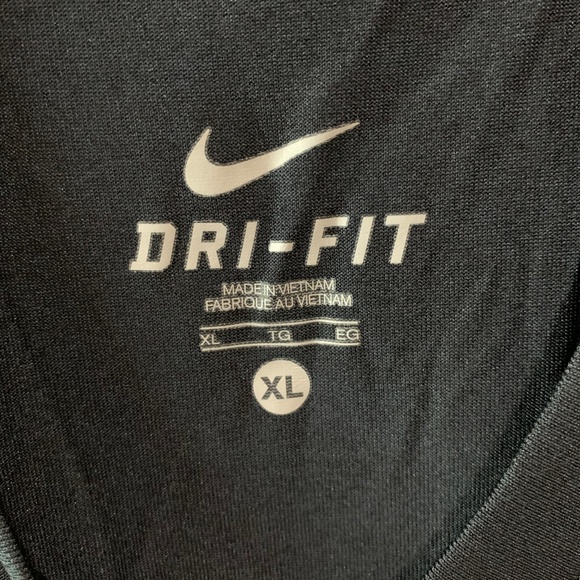 DRI-FIT
MADE IN VIETNAM
FABRIQUE AU VIETNAM
XL TG EG
XL